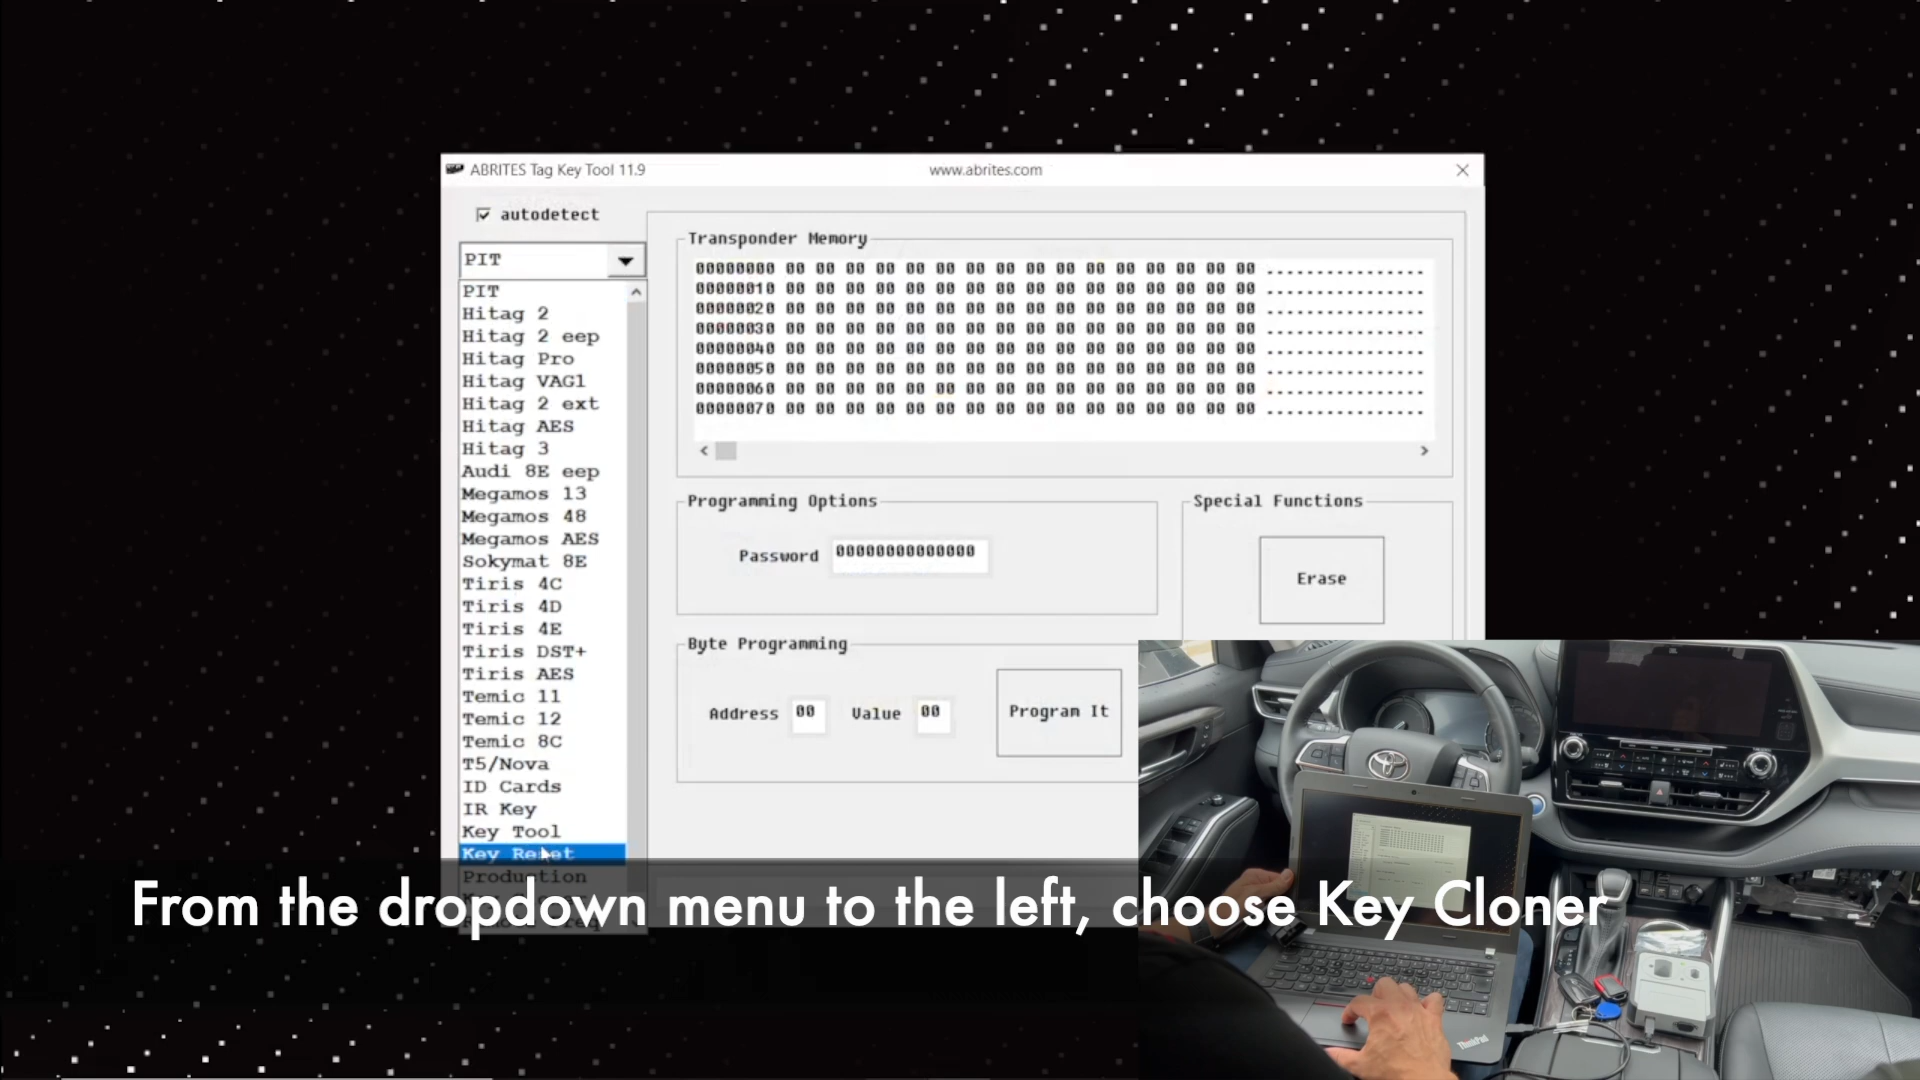 ABRITES Tag Key Tool 11.9
www.abrites.com
autodetect
PIT
PIT
Hitag 2
Hitag 2 eep
Hitag Pro
Hitag VAG1
Hitag 2 ext
Hitag AES
Hitag 3
Audi 8E eep
Megamos 13
Megamos 48
Megamos AES
Sokymat 8E
Tiris 4C
Tiris 4D
Tiris 4E
Tiris DST+
Tiris AES
Temic 11
Temic 12
Temic 8C
T5/Nova
ID Cards
IR Key
Key Tool
Key Reset
Production
Transponder Memory
00000000 00 00 00 00 00 00 00 00 00 00 00 00 00 00 00 00 ................
00000010 00 00 00 00 00 00 00 00 00 00 00 00 00 00 00 00 ................
00000020 00 00 00 00 00 00 00 00 00 00 00 00 00 00 00 00 ................
00000030 00 00 00 00 00 00 00 00 00 00 00 00 00 00 00 00 ................
00000040 00 00 00 00 00 00 00 00 00 00 00 00 00 00 00 00 ................
00000050 00 00 00 00 00 00 00 00 00 00 00 00 00 00 00 00 ................
00000060 00 00 00 00 00 00 00 00 00 00 00 00 00 00 00 00 ................
00000070 00 00 00 00 00 00 00 00 00 00 00 00 00 00 00 00 ................
Programming Options
Password 00000000000000
Special Functions
Erase
Byte Programming
Address 00 Value 00 Program It
From the dropdown menu to the left, choose Key Cloner
ThinkPad